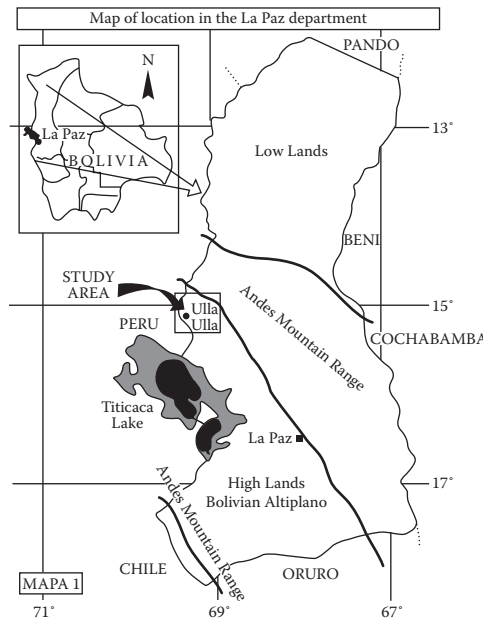 Map of location in the La Paz department
PANDO
N
La Paz
BOLIVIA
13°
Low Lands
BENI
STUDY
AREA
Ulla
Ulla
15°
PERU
Andes Mountain Range
COCHABAMBA
Titicaca
Lake
La Paz
High Lands
Bolivian Altiplano
17°
Andes Mountain Range
CHILE
ORURO
MAPA 1
71°
69°
67°